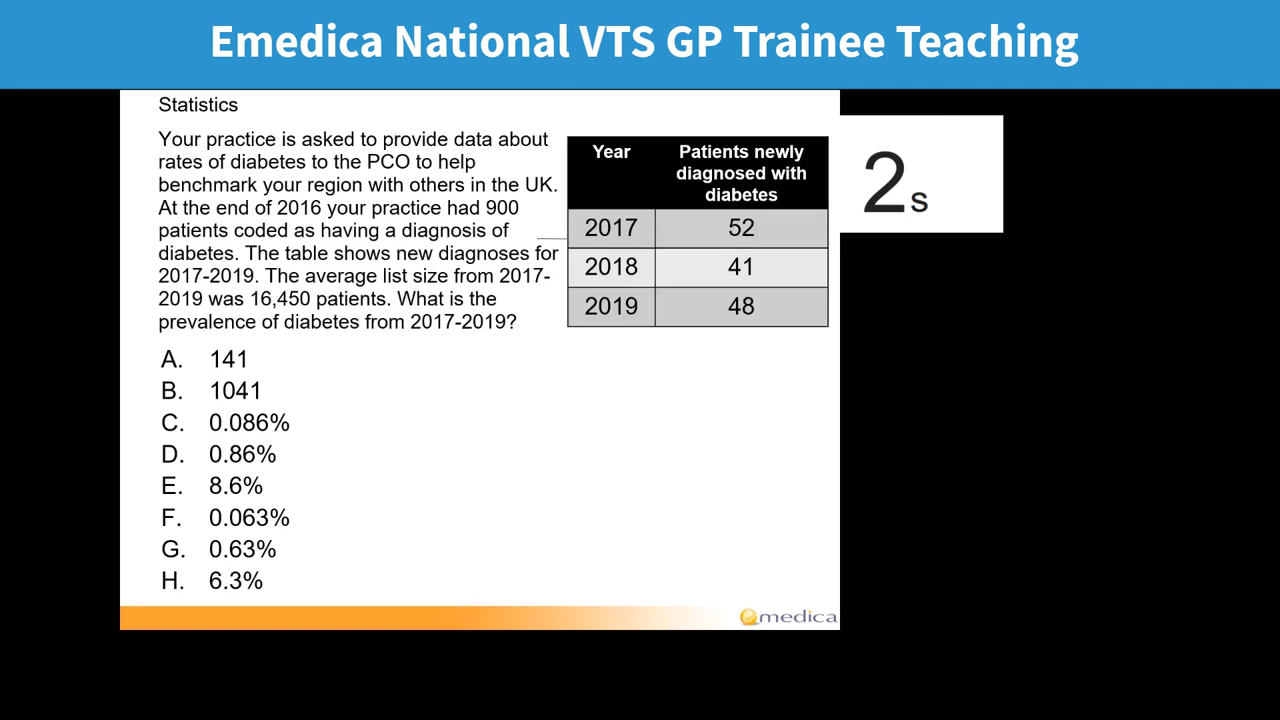 Emedica National VTS GP Trainee Teaching
Statistics
Your practice is asked to provide data about
rates of diabetes to the PCO to help
benchmark your region with others in the UK.
At the end of 2016 your practice had 900
patients coded as having a diagnosis of
diabetes. The table shows new diagnoses for
2017-2019. The average list size from 2017-
2019 was 16,450 patients. What is the
prevalence of diabetes from 2017-2019?
Year Patients newly
diagnosed with
diabetes
2017 52
2018 41
2019 48
2s
A. 141
B. 1041
C. 0.086%
D. 0.86%
E. 8.6%
F. 0.063%
G. 0.63%
H. 6.3%
emedica